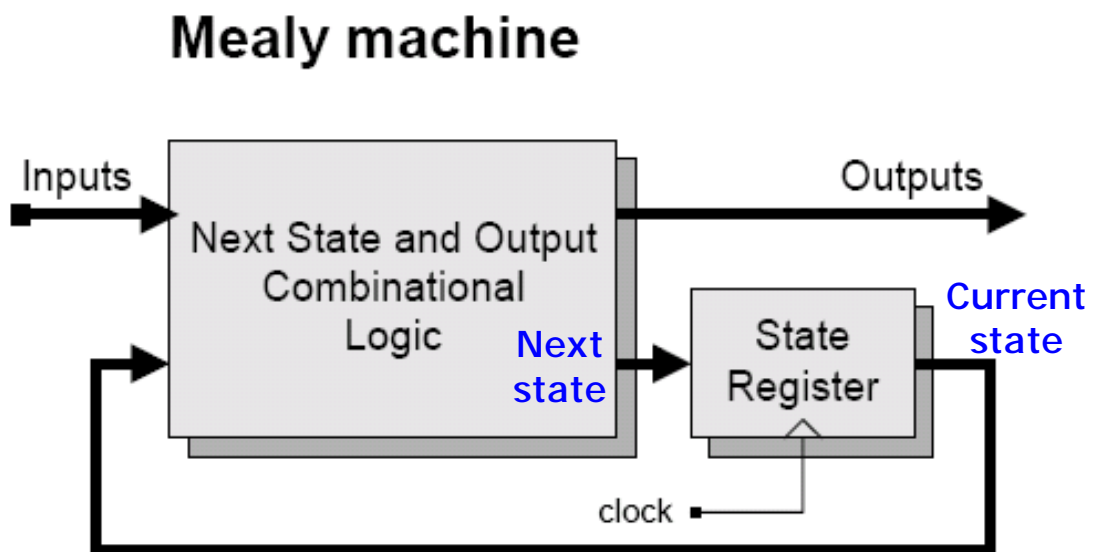 Mealy machine
Inputs
Outputs
Next State and Output
Combinational
Logic
Next
state
State
Register
Current
state
clock